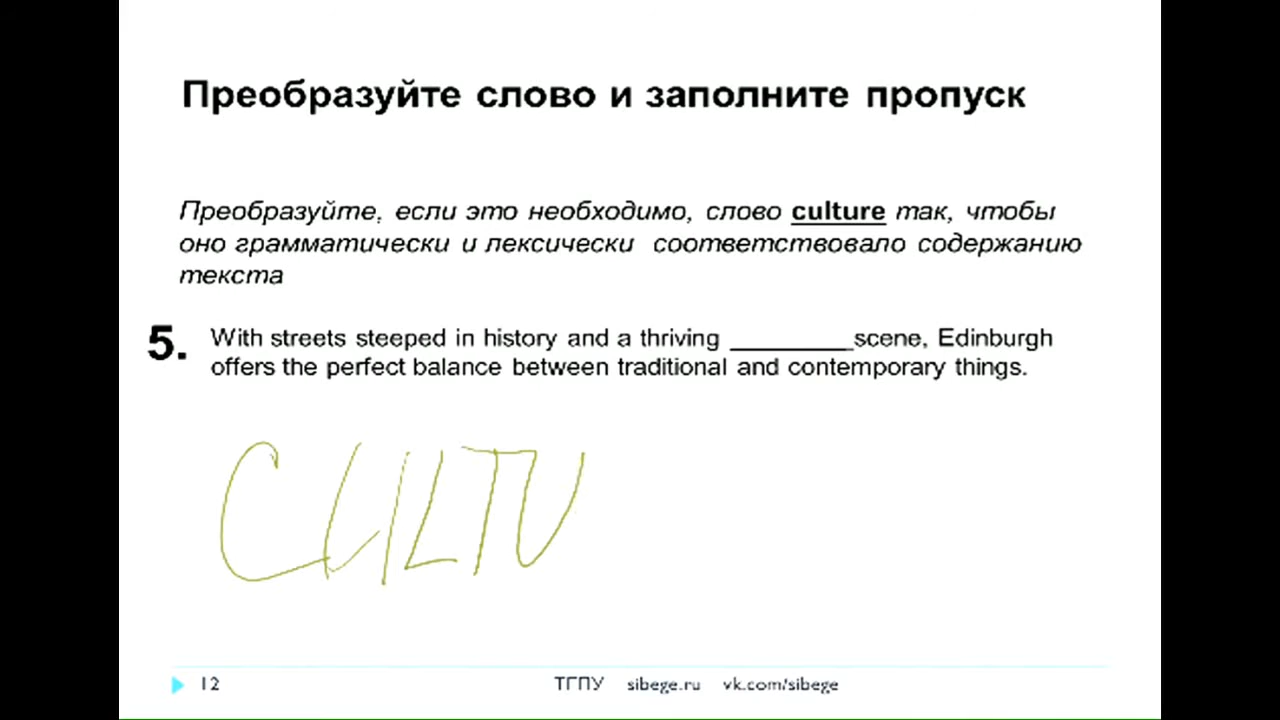 Преобразуйте слово и заполните пропуск
Преобразуйте, если это необходимо, слово culture так, чтобы
оно грамматически и лексически соответствовало содержанию
текста
5. With streets steeped in history and a thriving _________scene, Edinburgh
offers the perfect balance between traditional and contemporary things.
CULTU
12 ТГПУ sibege.ru vk.com/sibege